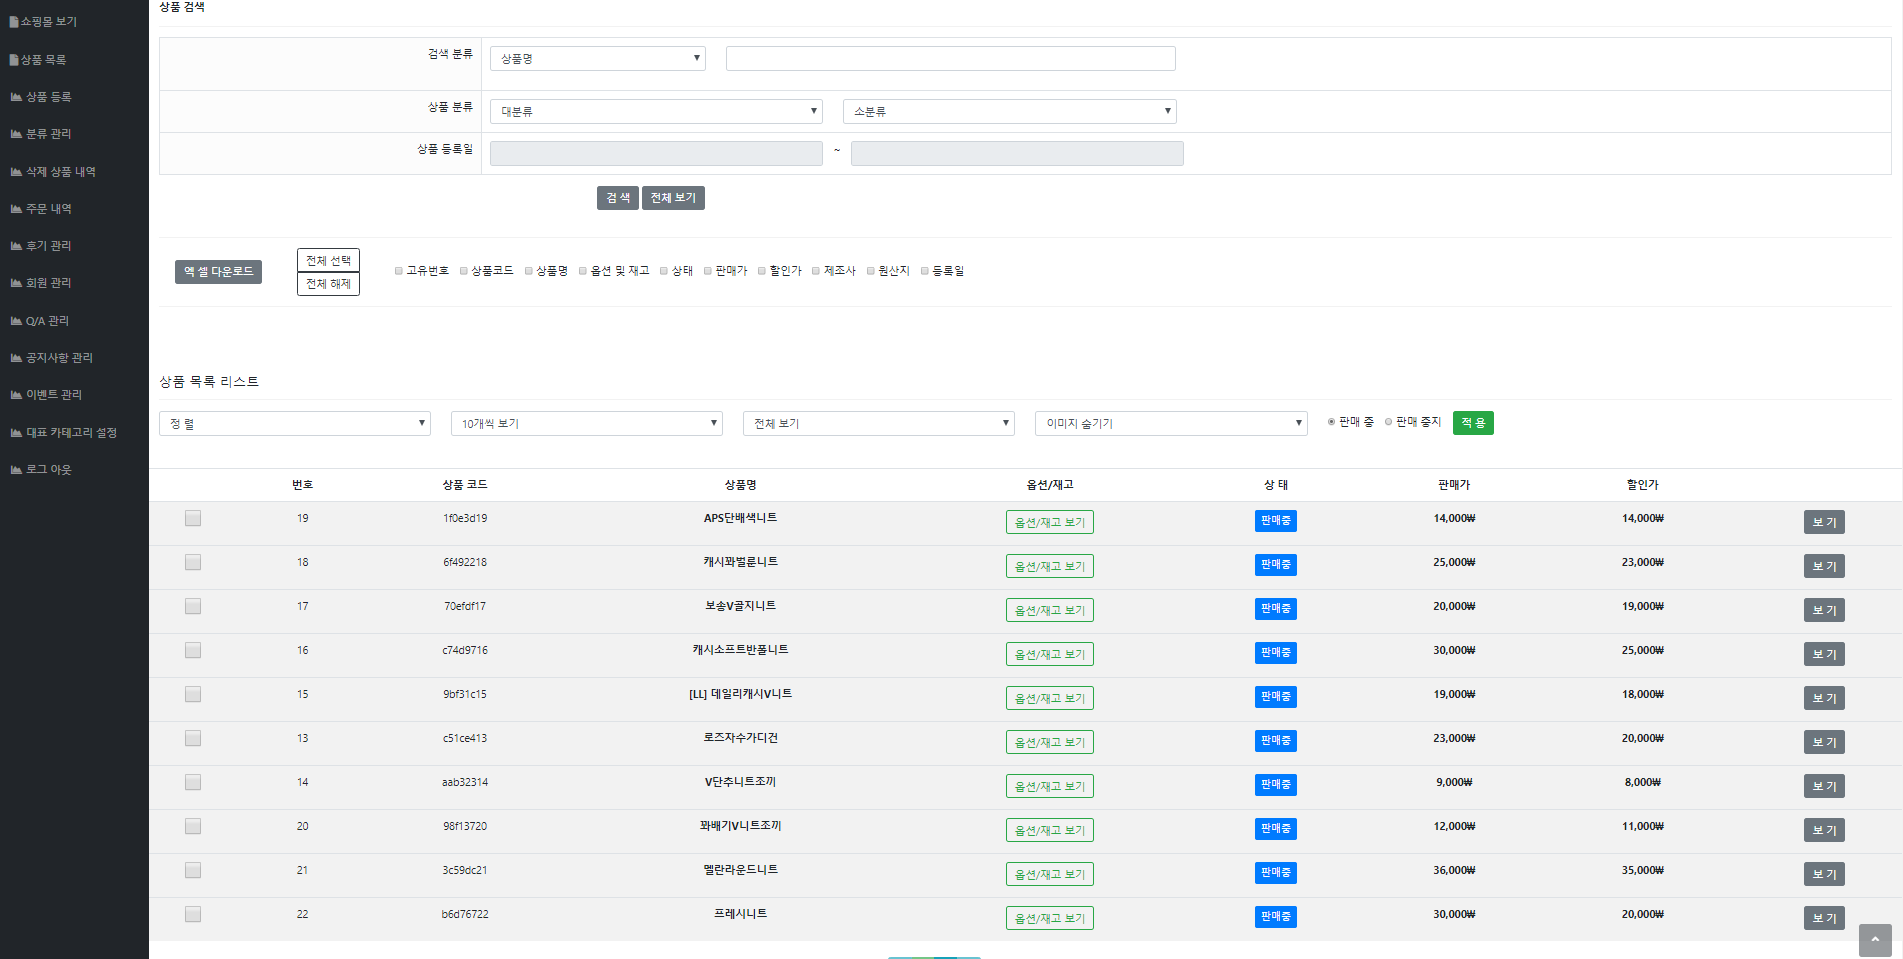 쇼핑몰 보기
상품 목록
상품 등록
분류 관리
삭제 상품 내역
주문 내역
후기 관리
회원 관리
Q/A 관리
공지사항 관리
이벤트 관리
대표 카테고리 설정
로그 아웃
상품 검색
검색 분류 상품명
상품 분류 대분류 소분류
상품 등록일 ~
검 색 전체 보기
엑 셀 다운로드 전체 선택 전체 해제 고유번호 상품코드 상품명 옵션 및 재고 상태 판매가 할인가 제조사 원산지 등록일
상품 목록 리스트
정 렬 10개씩 보기 전체 보기 이미지 숨기기 판매 중 판매 중지 적 용
번호 상품 코드 상품명 옵션/재고 상 태 판매가 할인가
19 1f0e3d19 APS단배색니트 옵션/재고 보기 판매중 14,000₩ 14,000₩ 보 기
18 6f492218 캐시꽈벌룬니트 옵션/재고 보기 판매중 25,000₩ 23,000₩ 보 기
17 70efdf17 보송V골지니트 옵션/재고 보기 판매중 20,000₩ 19,000₩ 보 기
16 c74d9716 캐시소프트반폴니트 옵션/재고 보기 판매중 30,000₩ 25,000₩ 보 기
15 9bf31c15 [LL] 데일리캐시V니트 옵션/재고 보기 판매중 19,000₩ 18,000₩ 보 기
13 c51ce413 로즈자수가디건 옵션/재고 보기 판매중 23,000₩ 20,000₩ 보 기
14 aab32314 V단추니트조끼 옵션/재고 보기 판매중 9,000₩ 8,000₩ 보 기
20 98f13720 꽈배기V니트조끼 옵션/재고 보기 판매중 12,000₩ 11,000₩ 보 기
21 3c59dc21 멜란라운드니트 옵션/재고 보기 판매중 36,000₩ 35,000₩ 보 기
22 b6d76722 프레시니트 옵션/재고 보기 판매중 30,000₩ 20,000₩ 보 기